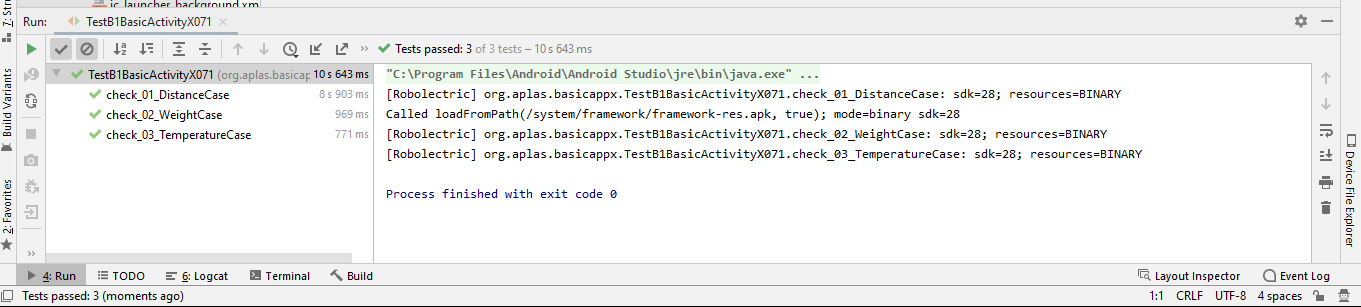 ic_launcher_background.xm
Run: TestB1BasicActivityX071
Tests passed: 3 of 3 tests – 10 s 643 ms
TestB1BasicActivityX071 (org.aplas.basicap 10 s 643 ms
check_01_DistanceCase 8 s 903 ms
check_02_WeightCase 969 ms
check_03_TemperatureCase 771 ms
"C:\Program Files\Android\Android Studio\jre\bin\java.exe" ...
[Robolectric] org.aplas.basicappx.TestB1BasicActivityX071.check_01_DistanceCase: sdk=28; resources=BINARY
Called loadFromPath(/system/framework/framework-res.apk, true); mode=binary sdk=28
[Robolectric] org.aplas.basicappx.TestB1BasicActivityX071.check_02_WeightCase: sdk=28; resources=BINARY
[Robolectric] org.aplas.basicappx.TestB1BasicActivityX071.check_03_TemperatureCase: sdk=28; resources=BINARY
Process finished with exit code 0
7: Stru
Build Variants
2: Favorites
Device File Explorer
4: Run
TODO
6: Logcat
Terminal
Build
Layout Inspector
Event Log
Tests passed: 3 (moments ago)
1:1 CRLF UTF-8 4 spaces